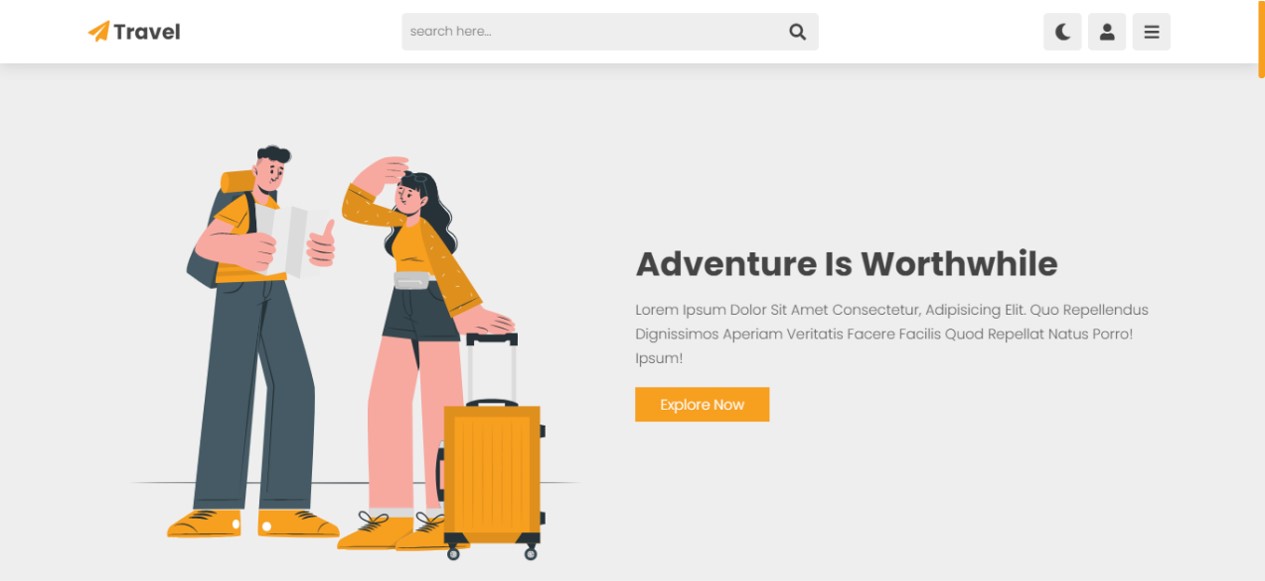 Travel
search here...
Adventure Is Worthwhile
Lorem Ipsum Dolor Sit Amet Consectetur, Adipisicing Elit. Quo Repellendus
Dignissimos Aperiam Veritatis Facere Facilis Quod Repellat Natus Porro!
Ipsum!
Explore Now